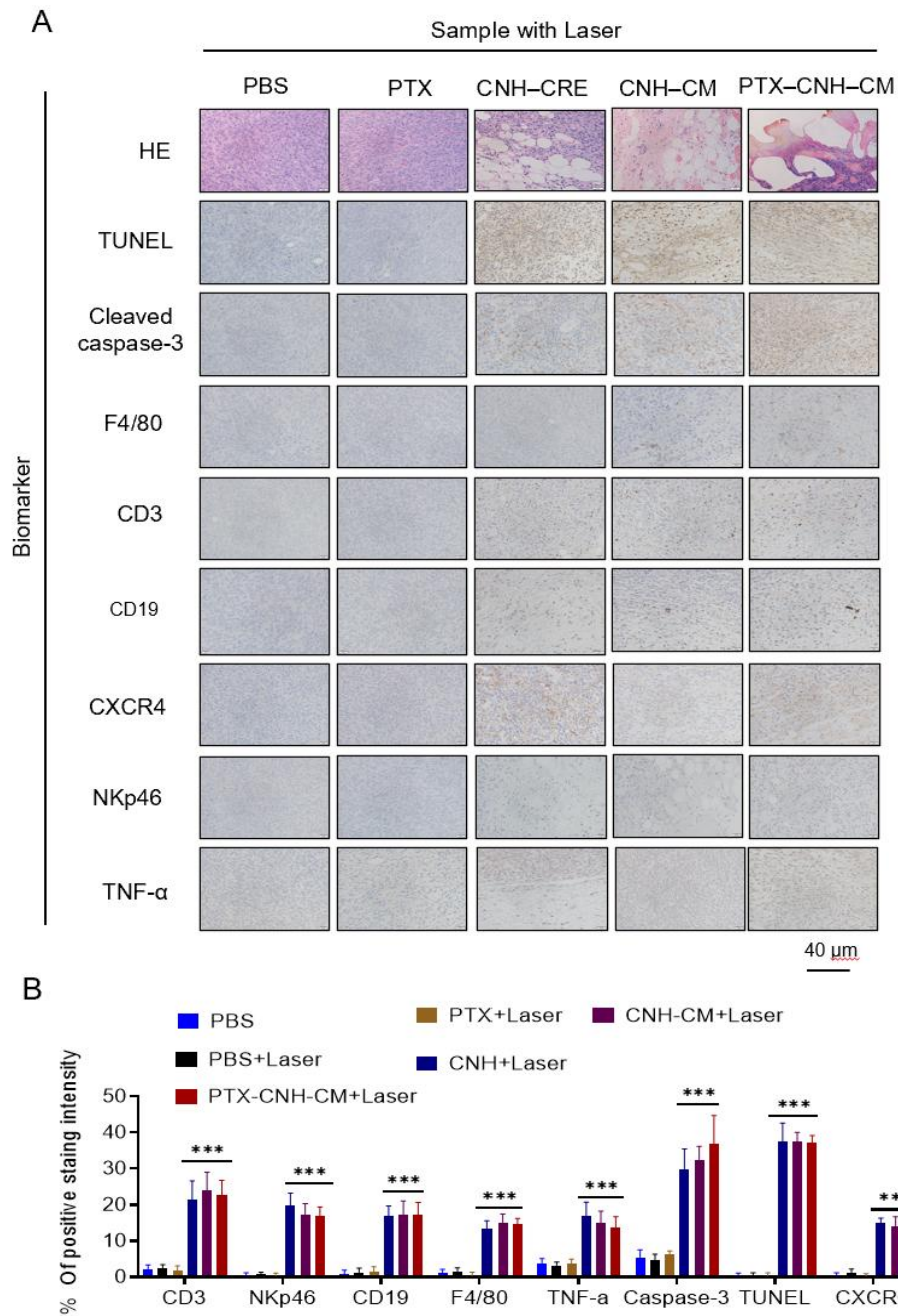 A
Sample with Laser
PBS PTX CNH–CRE CNH–CM PTX–CNH–CM
Biomarker
HE
TUNEL
Cleaved
caspase-3
F4/80
CD3
CD19
CXCR4
NKp46
TNF-α
40 μm
B
PBS PTX+Laser CNH-CM+Laser
PBS+Laser CNH+Laser
PTX-CNH-CM+Laser
% Of positive staing intensity
50
40
30
20
10
0
*** *** *** *** *** *** *** **
CD3 NKp46 CD19 F4/80 TNF-a Caspase-3 TUNEL CXCR